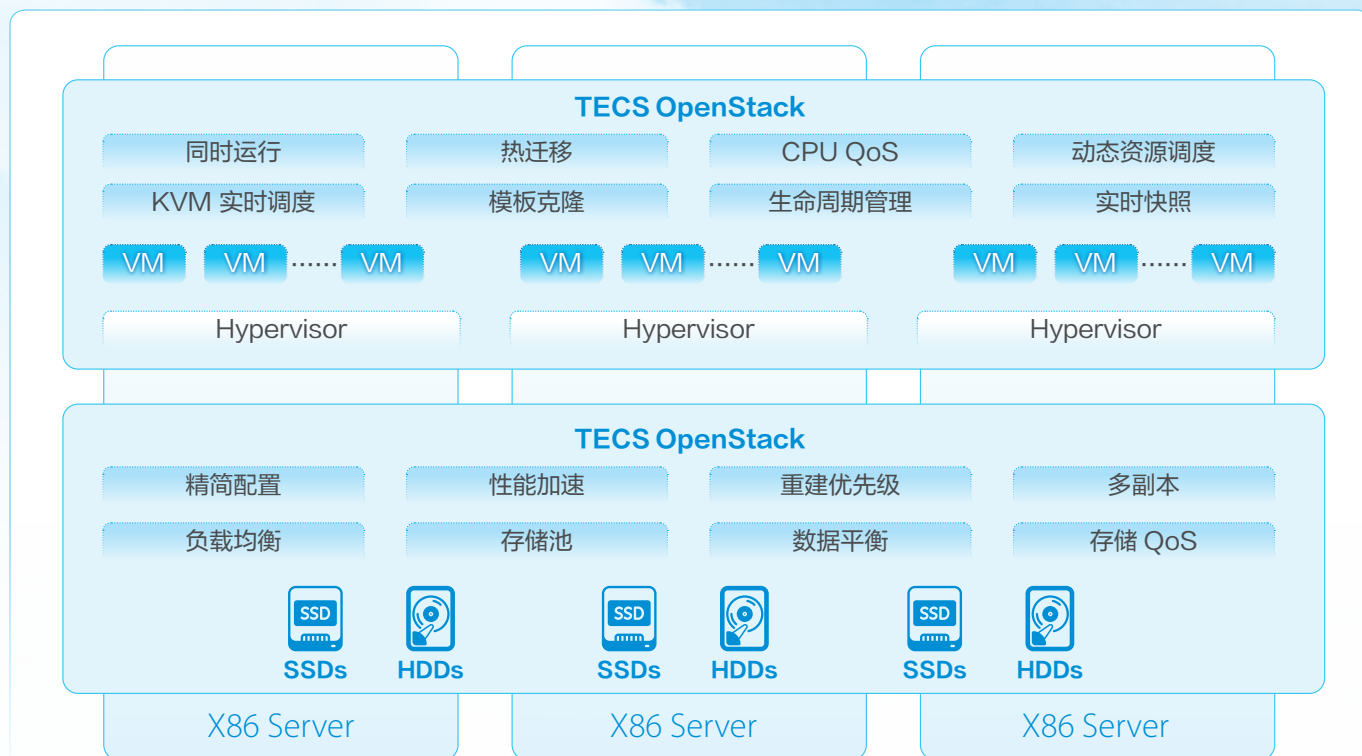 TECS OpenStack
同时运行 热迁移 CPU QoS 动态资源调度
KVM 实时调度 模板克隆 生命周期管理 实时快照
VM VM ...... VM VM VM ...... VM VM VM ...... VM
Hypervisor Hypervisor Hypervisor
TECS OpenStack
精简配置 性能加速 重建优先级 多副本
负载均衡 存储池 数据平衡 存储 QoS
SSD SSD SSD
SSDs HDDs SSDs HDDs SSDs HDDs
X86 Server X86 Server X86 Server